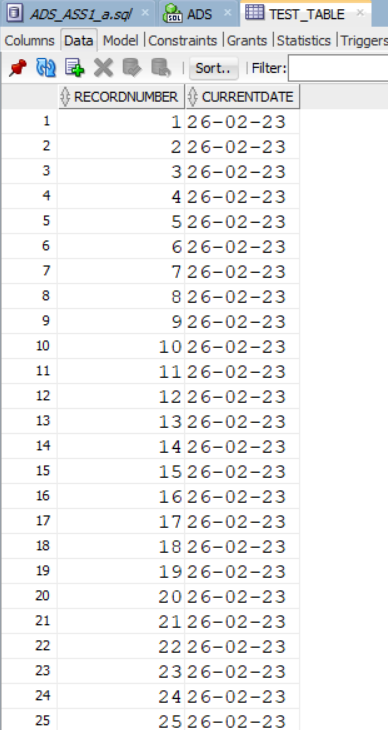 ADS_ASS1_a.sql ADS TEST_TABLE
Columns Data Model Constraints Grants Statistics Triggers
Sort.. Filter:
RECORDNUMBER CURRENTDATE
1 1 26-02-23
2 2 26-02-23
3 3 26-02-23
4 4 26-02-23
5 5 26-02-23
6 6 26-02-23
7 7 26-02-23
8 8 26-02-23
9 9 26-02-23
10 10 26-02-23
11 11 26-02-23
12 12 26-02-23
13 13 26-02-23
14 14 26-02-23
15 15 26-02-23
16 16 26-02-23
17 17 26-02-23
18 18 26-02-23
19 19 26-02-23
20 20 26-02-23
21 21 26-02-23
22 22 26-02-23
23 23 26-02-23
24 24 26-02-23
25 25 26-02-23